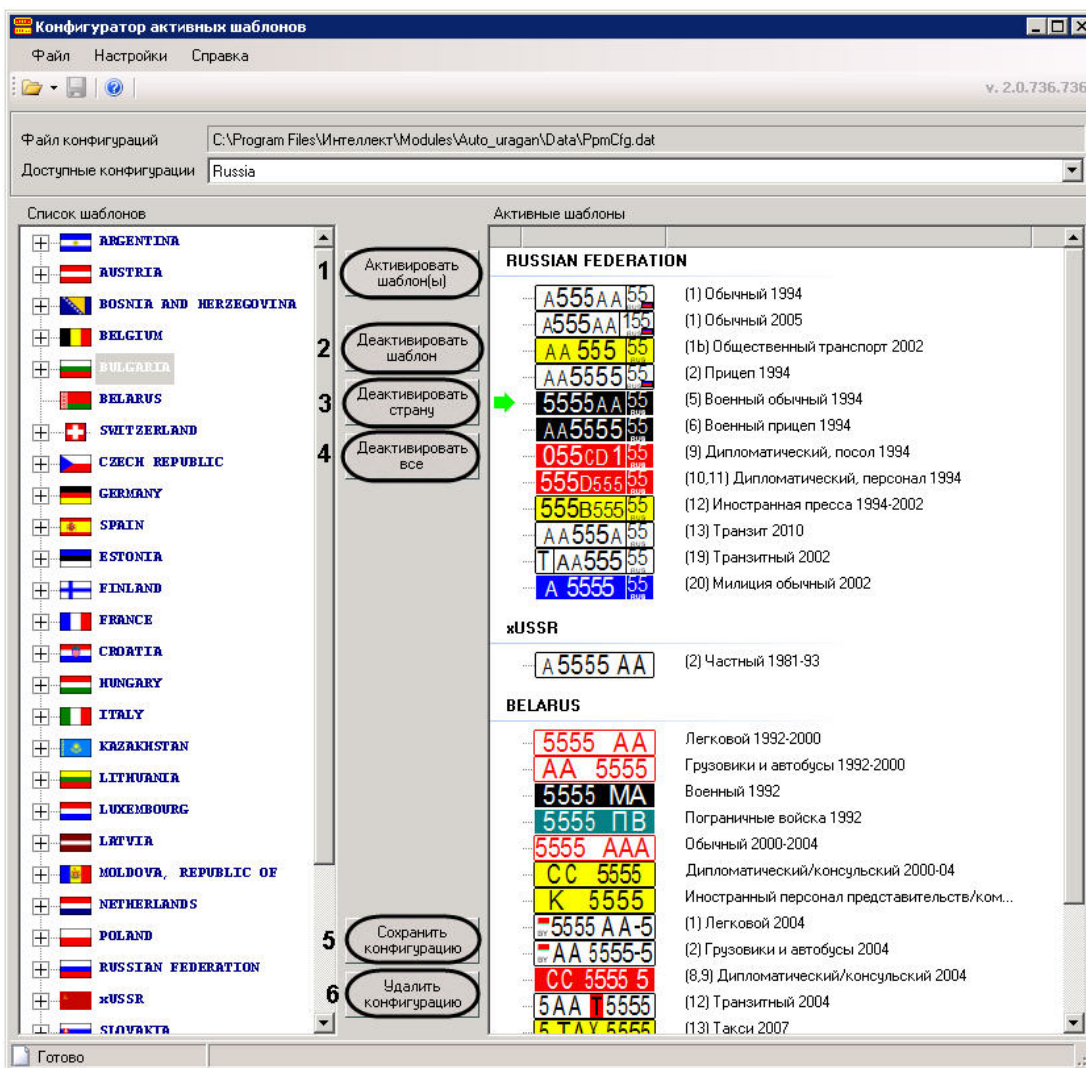 Конфигуратор активных шаблонов
Файл Настройки Справка
v. 2.0.736.736
Файл конфигураций C:\Program Files\Интеллект\Modules\Auto_uragan\Data\PpmCfg.dat
Доступные конфигурации Russia
Список шаблонов
ARGENTINA
AUSTRIA
BOSNIA AND HERZEGOVINA
BELGIUM
BULGARIA
BELARUS
SWITZERLAND
CZECH REPUBLIC
GERMANY
SPAIN
ESTONIA
FINLAND
FRANCE
CROATIA
HUNGARY
ITALY
KAZAKHSTAN
LITHUANIA
LUXEMBOURG
LATVIA
MOLDOVA, REPUBLIC OF
NETHERLANDS
POLAND
RUSSIAN FEDERATION
xUSSR
SLOVAKIA
1 Активировать
шаблон(ы)
2 Деактивировать
шаблон
3 Деактивировать
страну
4 Деактивировать
все
5 Сохранить
конфигурацию
6 Удалить
конфигурацию
Активные шаблоны
RUSSIAN FEDERATION
A555AA 55 (1) Обычный 1994
A555AA 155 (1) Обычный 2005
AA 555 55 (1b) Общественный транспорт 2002
AA5555 55 (2) Прицеп 1994
5555AA 55 (5) Военный обычный 1994
AA5555 55 (6) Военный прицеп 1994
055CD 1 55 (9) Дипломатический, посол 1994
555D555 55 (10,11) Дипломатический, персонал 1994
555B555 55 (12) Иностранная пресса 1994-2002
AA555A 55 (13) Транзит 2010
T AA555 55 (19) Транзитный 2002
A 5555 55 (20) Милиция обычный 2002
xUSSR
A 5555 AA (2) Частный 1981-93
BELARUS
5555 AA Легковой 1992-2000
AA 5555 Грузовики и автобусы 1992-2000
5555 MA Военный 1992
5555 ПВ Пограничные войска 1992
5555 AAA Обычный 2000-2004
CC 5555 Дипломатический/консульский 2000-04
K 5555 Иностранный персонал представительств/ком...
5555 AA-5 (1) Легковой 2004
AA 5555-5 (2) Грузовики и автобусы 2004
CC 5555 5 (8,9) Дипломатический/консульский 2004
5AA T 5555 (12) Транзитный 2004
5 TAX 5555 (13) Такси 2007
Готово